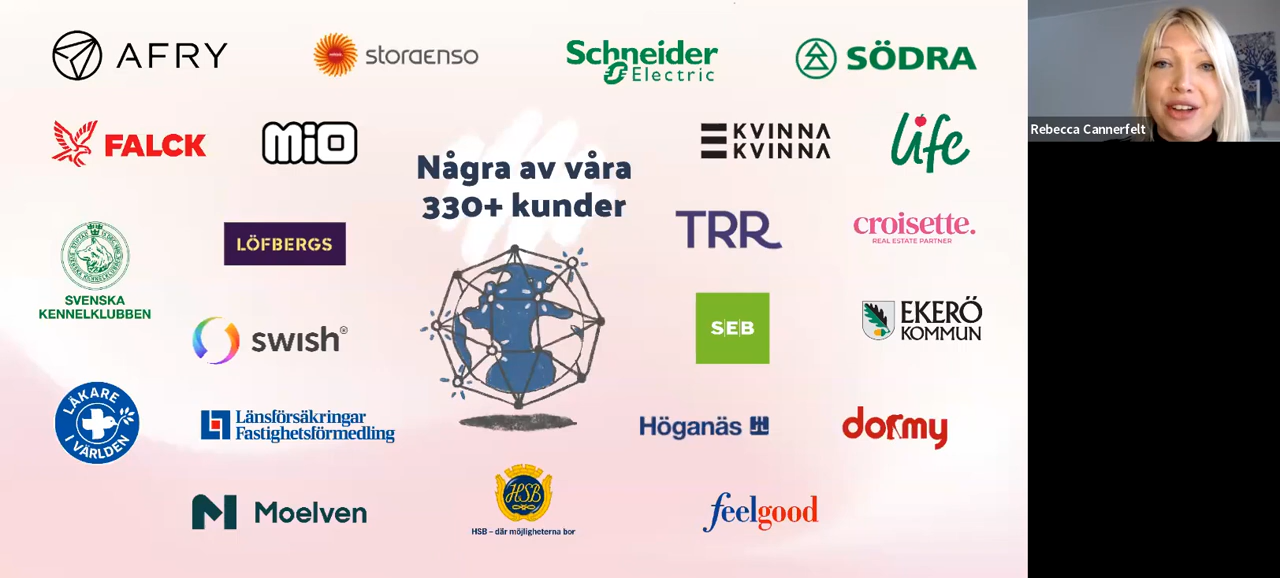 AFRY
storaenso
Schneider
Electric
SÖDRA
FALCK
MIO
Några av våra
330+ kunder
KVINNA
KVINNA
life
Rebecca Cannerfelt
SVENSKA
KENNELKLUBBEN
LÖFBERGS
TRR
croisette.
REAL ESTATE PARTNER
swish®
SEB
EKERÖ
KOMMUN
LÄKARE
I VÄRLDEN
Länsförsäkringar
Fastighetsförmedling
Höganäs
dormy
Moelven
HSB
HSB – där möjligheterna bor
feelgood